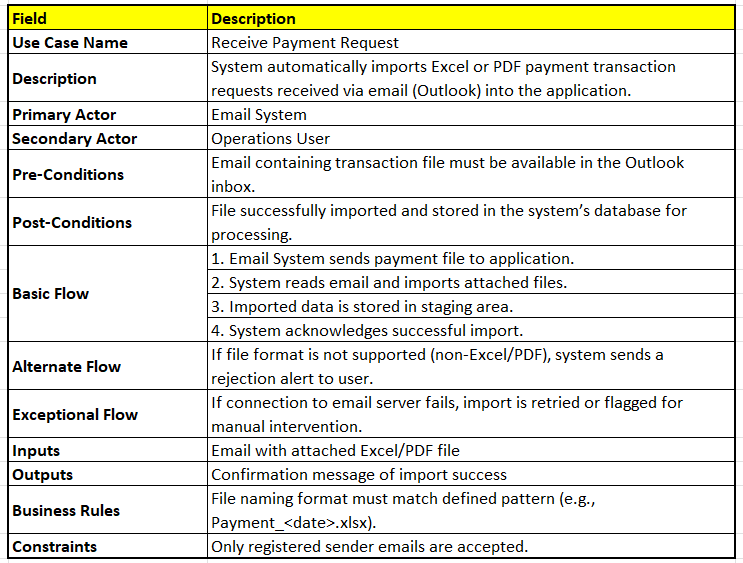 Field Description
Use Case Name Receive Payment Request
Description System automatically imports Excel or PDF payment transaction
requests received via email (Outlook) into the application.
Primary Actor Email System
Secondary Actor Operations User
Pre-Conditions Email containing transaction file must be available in the Outlook
inbox.
Post-Conditions File successfully imported and stored in the system’s database for
processing.
Basic Flow 1. Email System sends payment file to application.
2. System reads email and imports attached files.
3. Imported data is stored in staging area.
4. System acknowledges successful import.
Alternate Flow If file format is not supported (non-Excel/PDF), system sends a
rejection alert to user.
Exceptional Flow If connection to email server fails, import is retried or flagged for
manual intervention.
Inputs Email with attached Excel/PDF file
Outputs Confirmation message of import success
Business Rules File naming format must match defined pattern (e.g.,
Payment_<date>.xlsx).
Constraints Only registered sender emails are accepted.